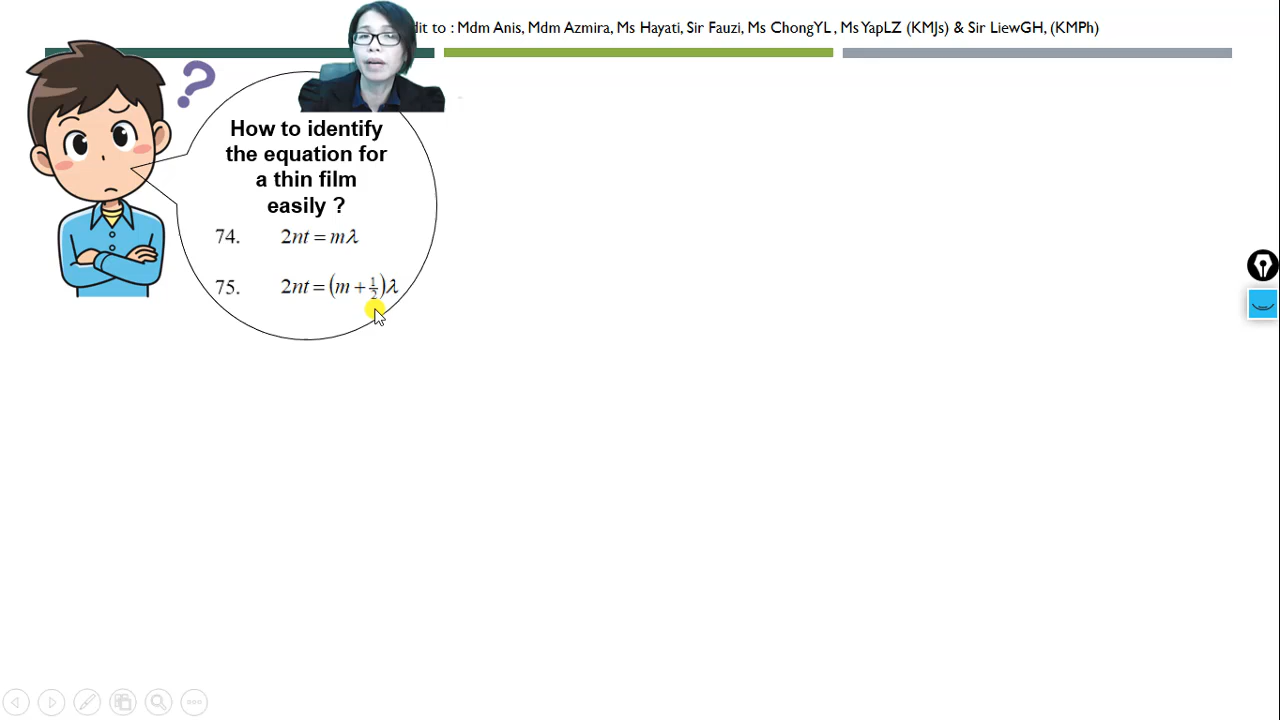 dit to : Mdm Anis, Mdm Azmira, Ms Hayati, Sir Fauzi, Ms ChongYL , Ms YapLZ (KMJs) & Sir LiewGH, (KMPh)
?
How to identify
the equation for
a thin film
easily ?
74. 2nt = mλ
75. 2nt = (m + 1/2)λ